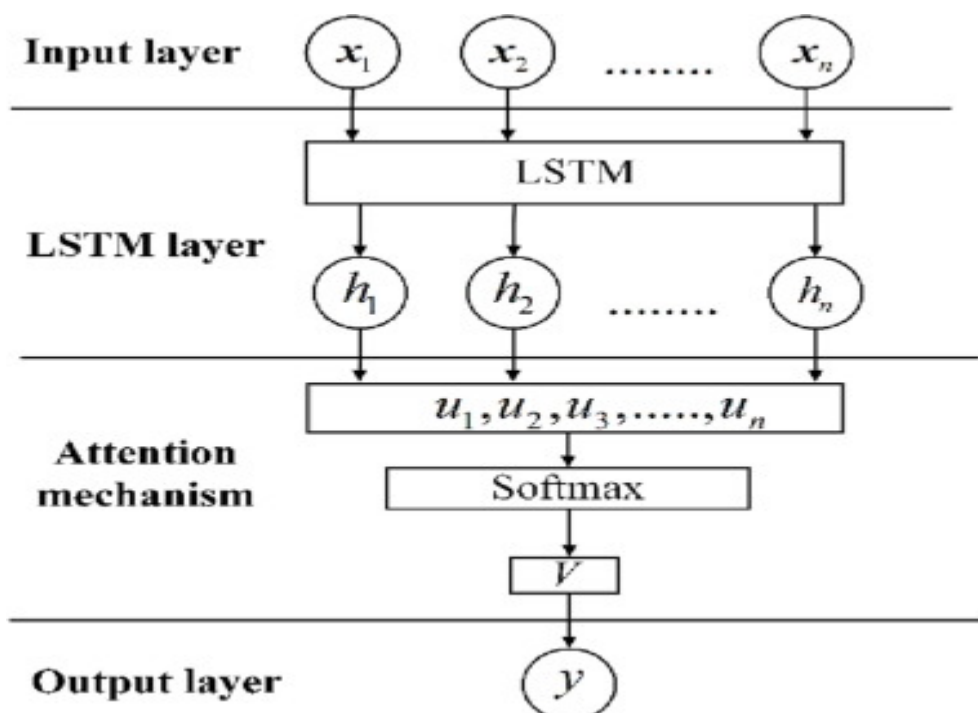 Input layer x₁ x₂ ........ xₙ
LSTM
LSTM layer h₁ h₂ ........ hₙ
u₁,u₂,u₃,.....,uₙ
Attention
mechanism
Softmax
V
Output layer y